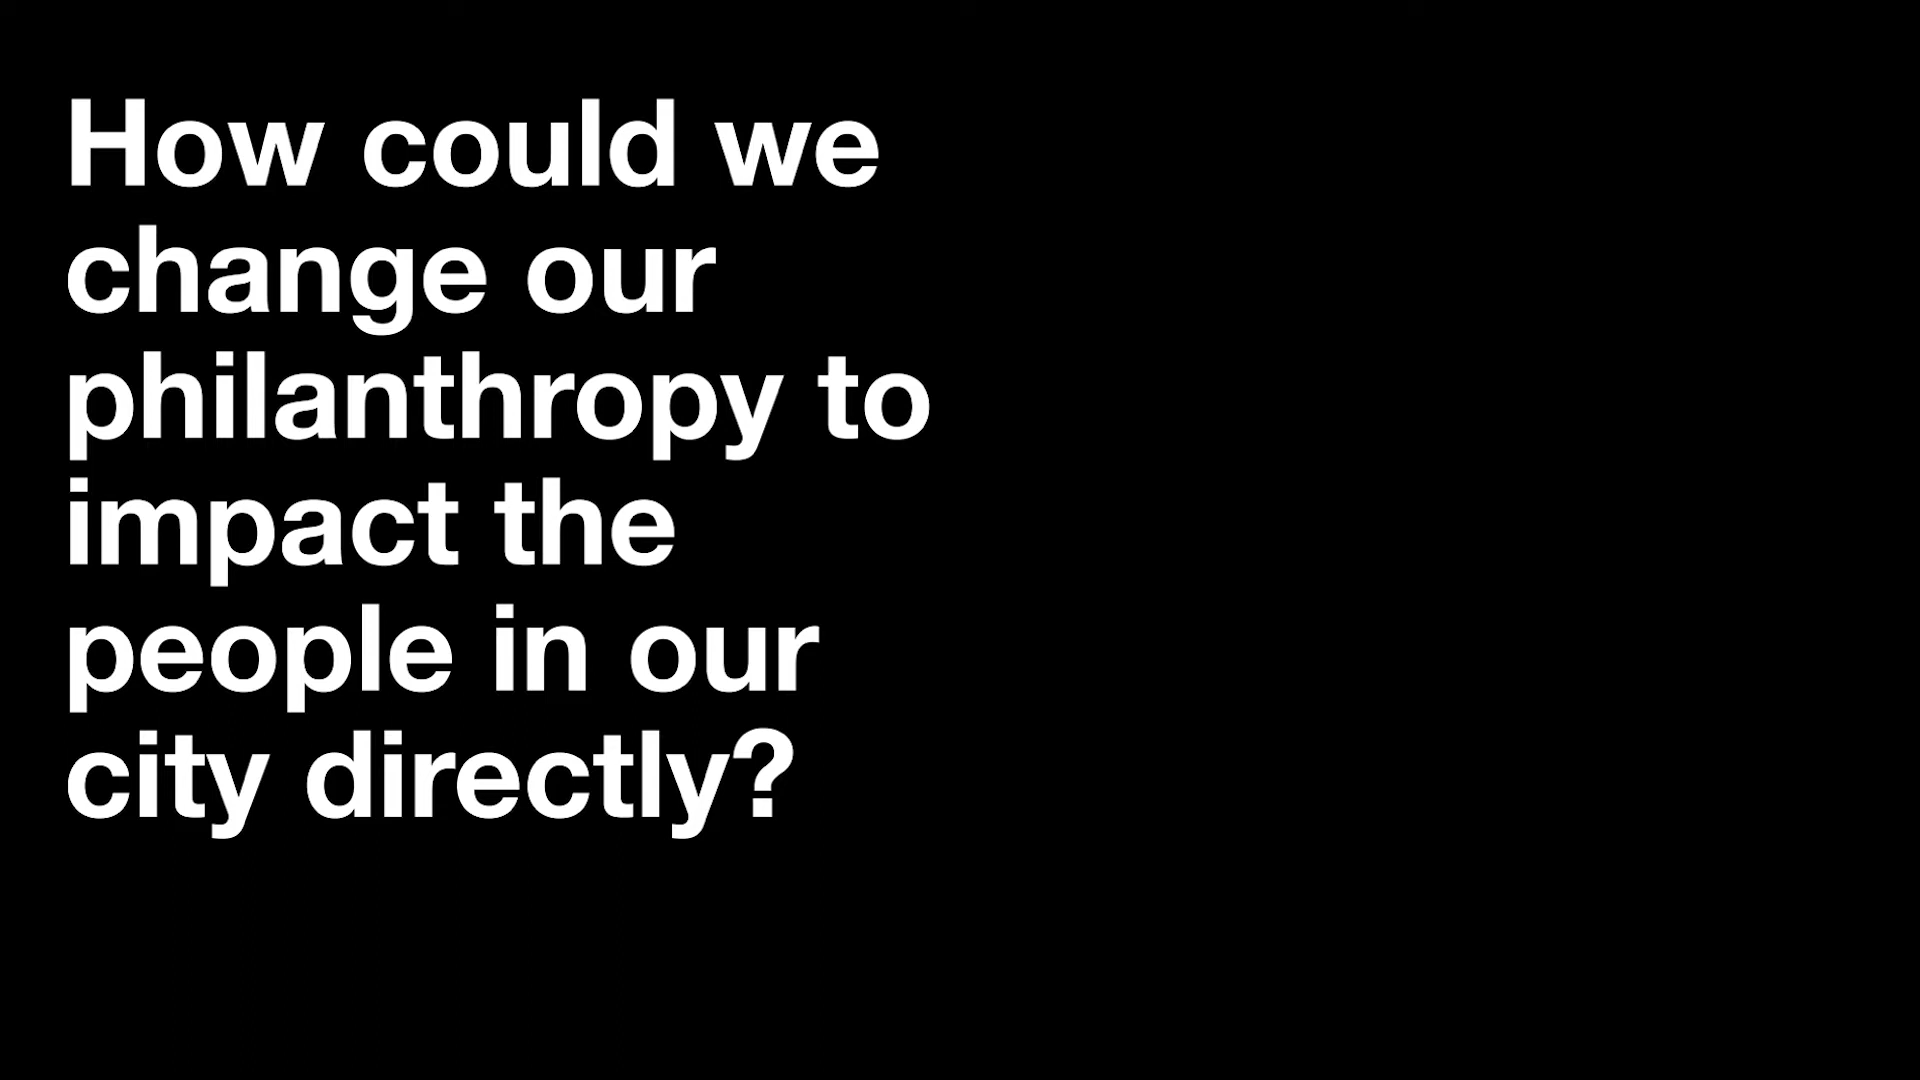 How could we
change our
philanthropy to
impact the
people in our
city directly?